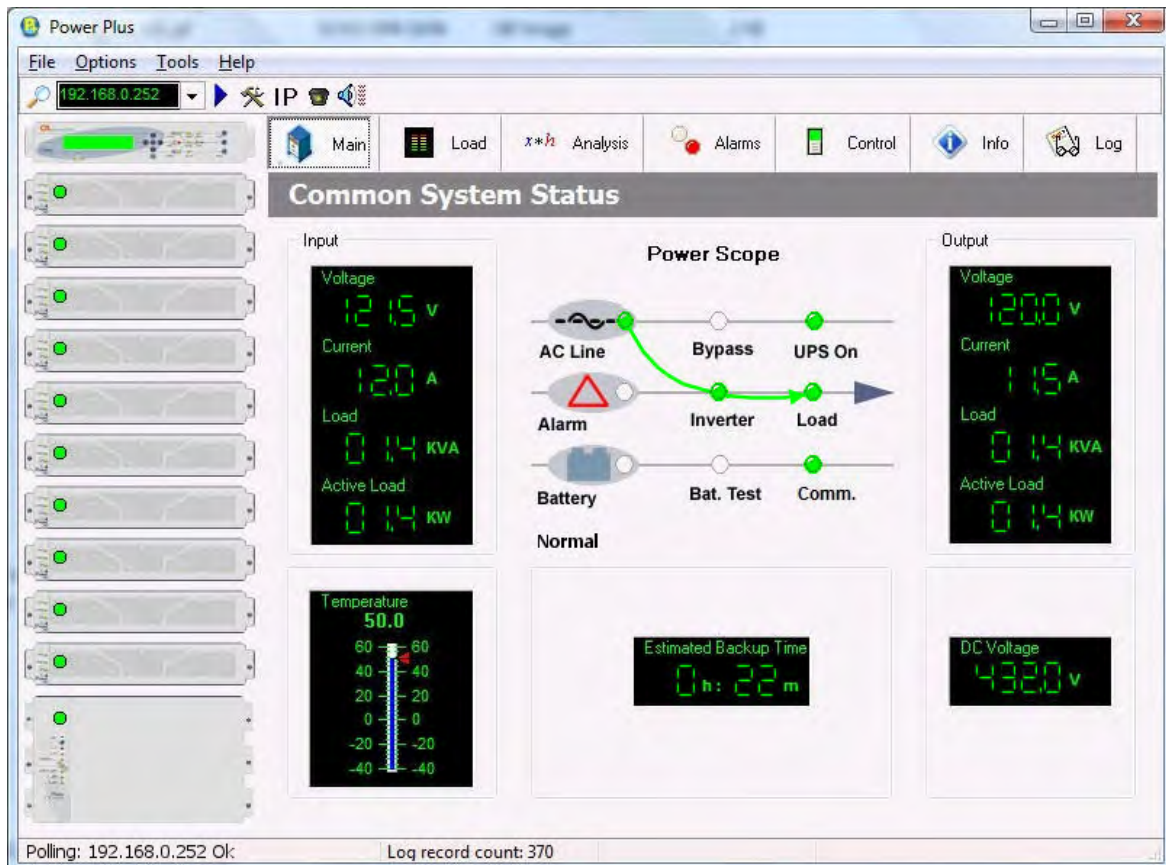 Power Plus
File Options Tools Help
192.168.0.252 IP
Main Load x*h Analysis Alarms Control Info Log
Common System Status
Input
Voltage
121.5 V
Current
12.0 A
Load
01.4 KVA
Active Load
01.4 KW
Power Scope
AC Line Bypass UPS On
Alarm Inverter Load
Battery Bat. Test Comm.
Normal
Output
Voltage
120.0 V
Current
11.5 A
Load
01.4 KVA
Active Load
01.4 KW
Temperature
50.0
60 60
40 40
20 20
0 0
-20 -20
-40 -40
Estimated Backup Time
0 h: 22 m
DC Voltage
432.0 V
Polling: 192.168.0.252 Ok Log record count: 370